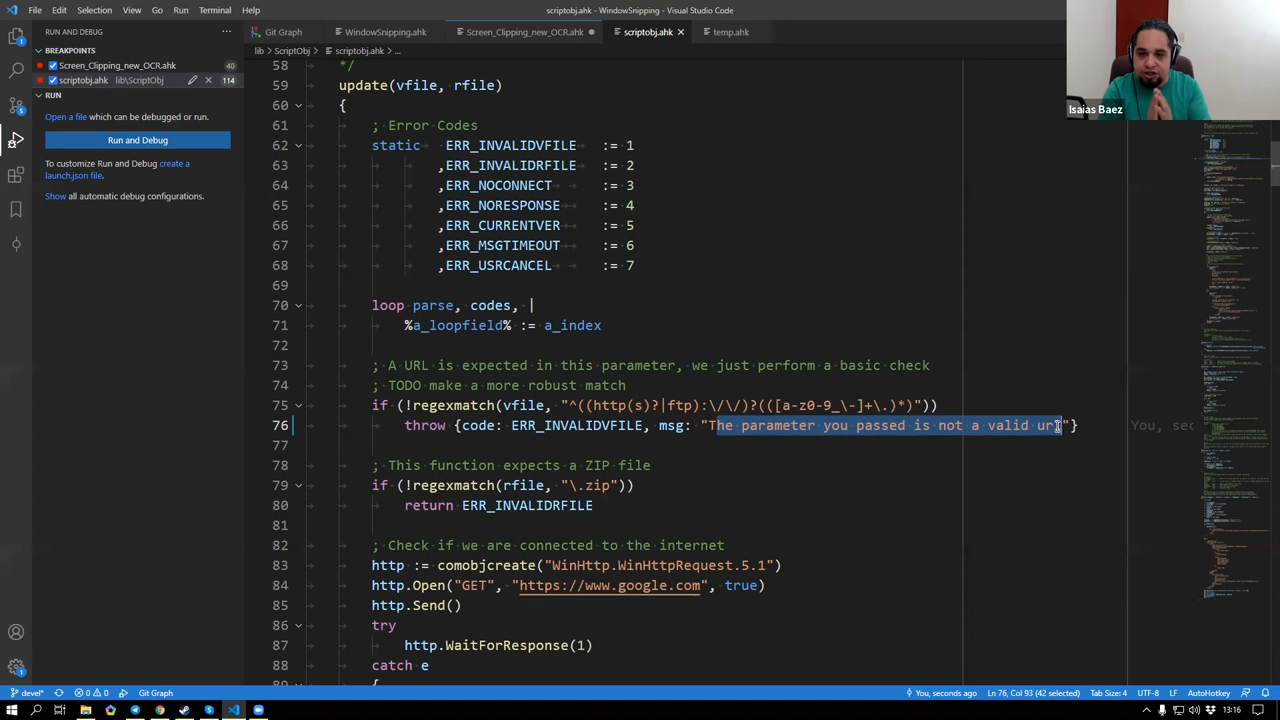 File Edit Selection View Go Run Terminal Help
scriptobj.ahk - WindowSnipping - Visual Studio Code
RUN AND DEBUG
Git Graph
WindowSnipping.ahk
Screen_Clipping_new_OCR.ahk
scriptobj.ahk
temp.ahk
BREAKPOINTS
Screen_Clipping_new_OCR.ahk 40
scriptobj.ahk lib\ScriptObj 114
RUN
Open a file which can be debugged or run.
Run and Debug
To customize Run and Debug create a
launch.json file.
Show all automatic debug configurations.
lib > ScriptObj > scriptobj.ahk > ...
58 */
59 update(vfile, rfile)
60 {
61 ; Error Codes
62 static ERR_INVALIDVFILE := 1
63 ,ERR_INVALIDRFILE := 2
64 ,ERR_NOCONNECT := 3
65 ,ERR_NORESPONSE := 4
66 ,ERR_CURRENTVER := 5
67 ,ERR_MSGTIMEOUT := 6
68 ,ERR_USRCANCEL := 7
69
70 loop parse, codes, |
71 %a_loopfield% := a_index
72
73 ; A URL is expected in this parameter, we just perform a basic check
74 ; TODO make a more robust match
75 if (!regexmatch(vfile, "^((http(s)?|ftp):\/\/)?(([a-z0-9_\-]+\.)*)"))
76 throw {code: ERR_INVALIDVFILE, msg: "The parameter you passed is not a valid url"} You, sec
77
78 ; This function expects a ZIP file
79 if (!regexmatch(rfile, "\.zip"))
80 return ERR_INVALIDRFILE
81
82 ; Check if we are connected to the internet
83 http := comobjcreate("WinHttp.WinHttpRequest.5.1")
84 http.Open("GET", "https://www.google.com", true)
85 http.Send()
86 try
87 http.WaitForResponse(1)
88 catch e
{
Isaias Baez
devel* 0 0 Git Graph
You, seconds ago Ln 76, Col 93 (42 selected) Tab Size: 4 UTF-8 LF AutoHotkey
13:16